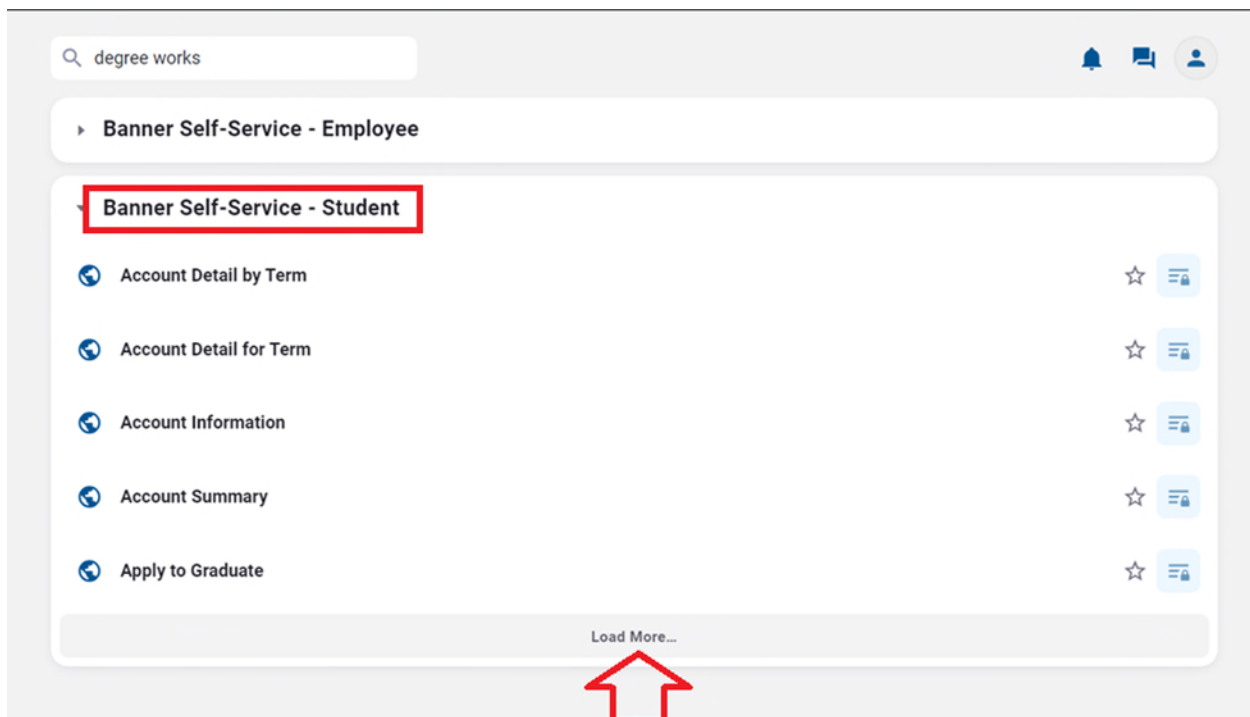 degree works
Banner Self-Service - Employee
Banner Self-Service - Student
Account Detail by Term
Account Detail for Term
Account Information
Account Summary
Apply to Graduate
Load More...